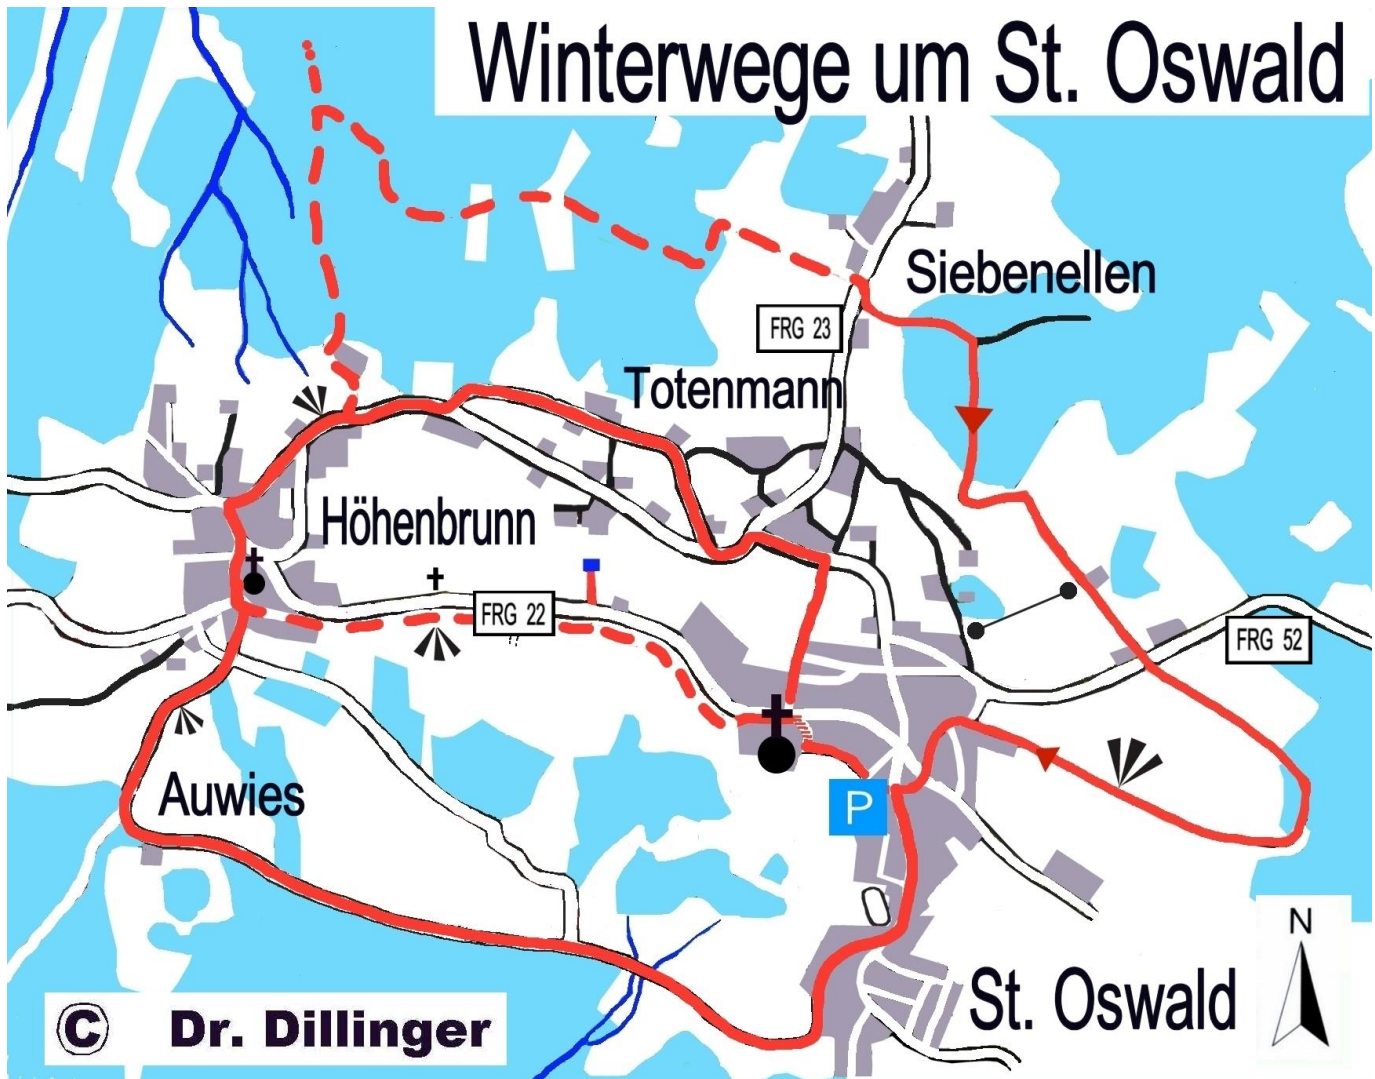 Winterwege um St. Oswald
Siebenellen
FRG 23
Totenmann
Höhenbrunn
FRG 22
FRG 52
Auwies
P
N
St. Oswald
© Dr. Dillinger